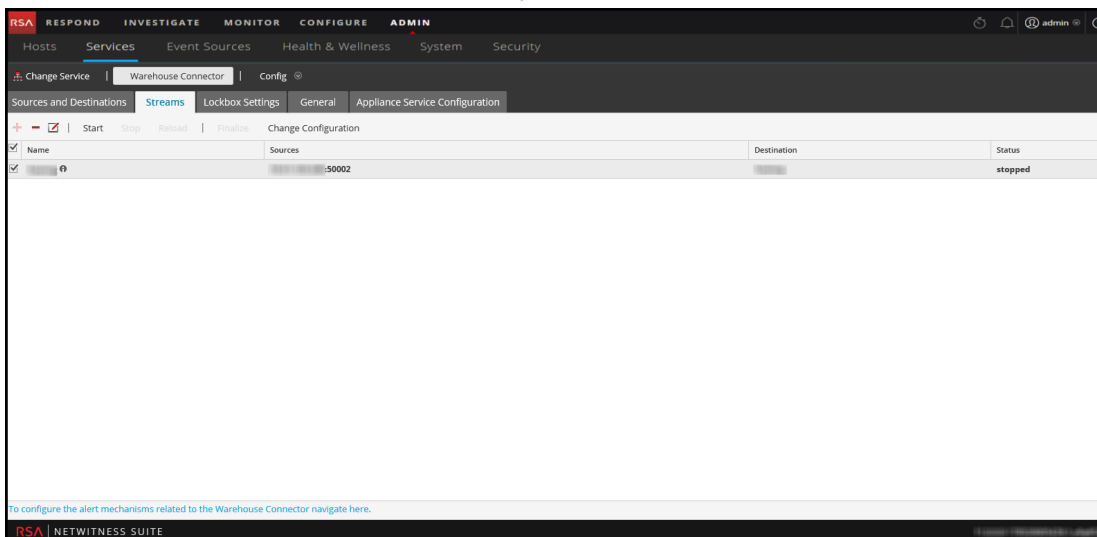 RSA RESPOND INVESTIGATE MONITOR CONFIGURE ADMIN admin
Hosts Services Event Sources Health & Wellness System Security
Change Service | Warehouse Connector | Config
Sources and Destinations Streams Lockbox Settings General Appliance Service Configuration
Start Stop Reload | Finalize Change Configuration
Name Sources Destination Status
:50002 stopped
To configure the alert mechanisms related to the Warehouse Connector navigate here.
RSA | NETWITNESS SUITE